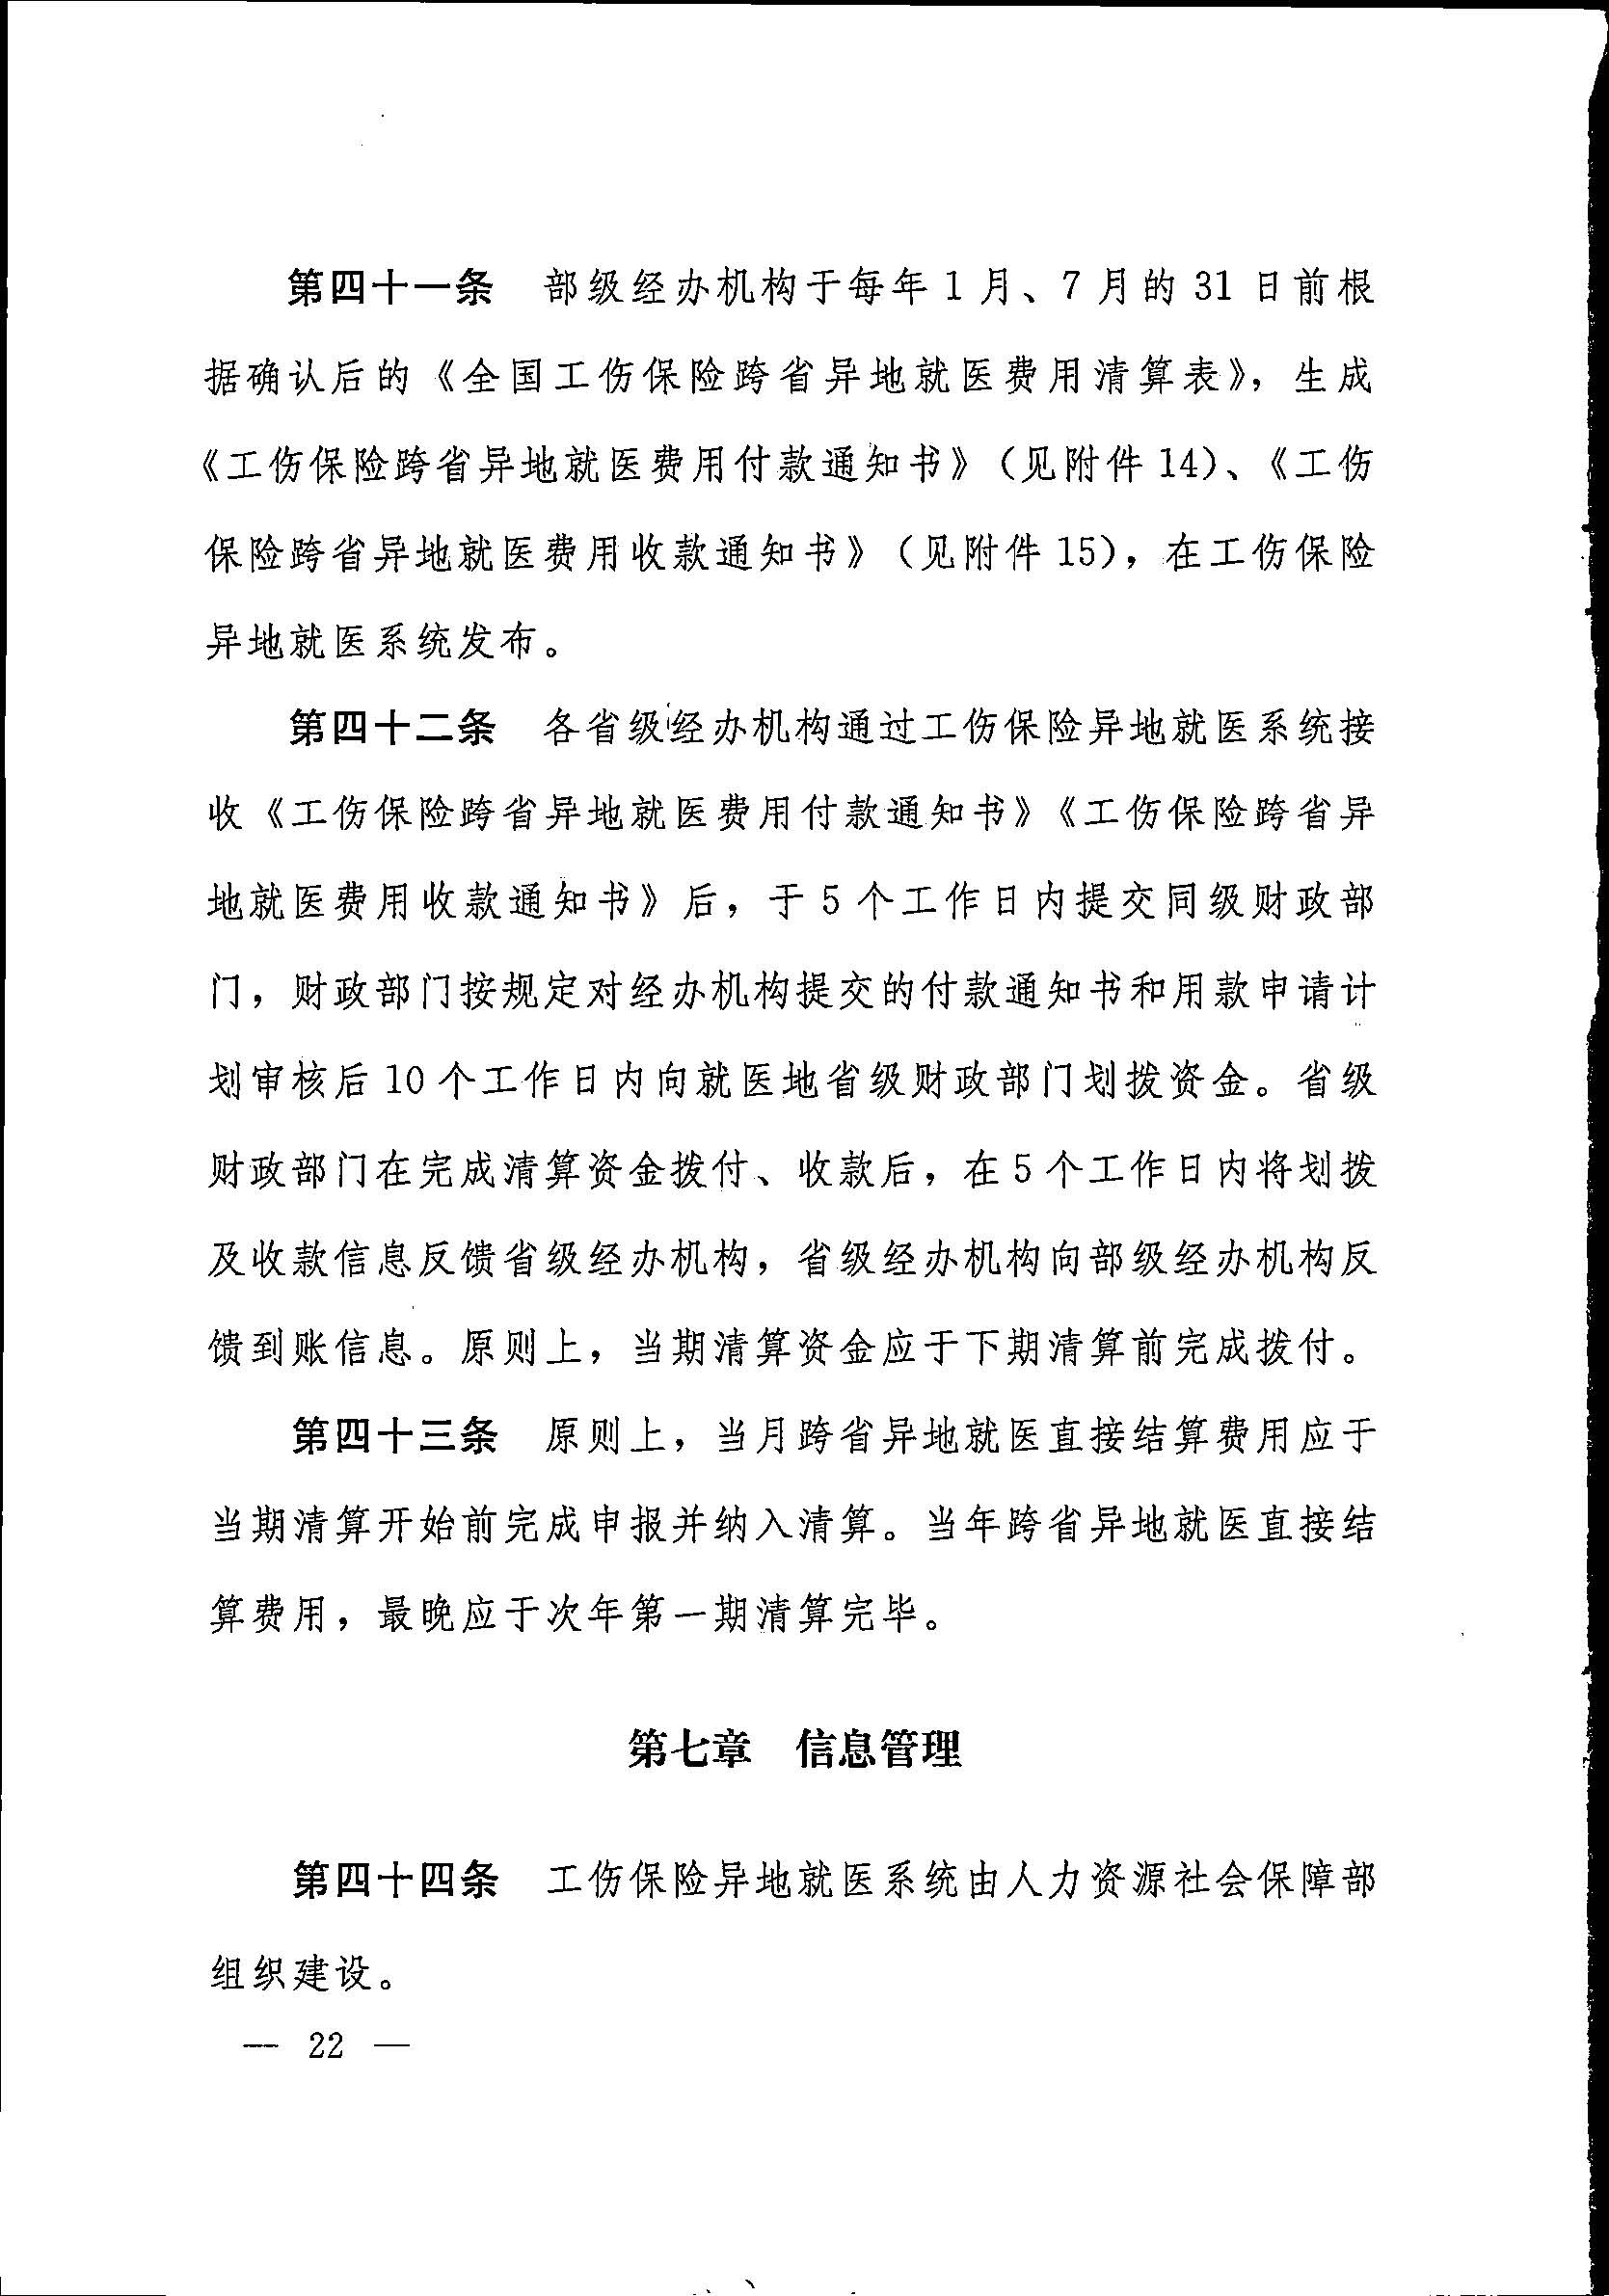 第四十一条 部级经办机构于每年 1 月、7 月的 31 日前根
据确认后的《全国工伤保险跨省异地就医费用清算表》，生成
《工伤保险跨省异地就医费用付款通知书》（见附件 14）、《工伤
保险跨省异地就医费用收款通知书》（见附件 15），在工伤保险
异地就医系统发布。
第四十二条 各省级经办机构通过工伤保险异地就医系统接
收《工伤保险跨省异地就医费用付款通知书》《工伤保险跨省异
地就医费用收款通知书》后，于 5 个工作日内提交同级财政部
门，财政部门按规定对经办机构提交的付款通知书和用款申请计
划审核后 10 个工作日内向就医地省级财政部门划拨资金。省级
财政部门在完成清算资金拨付、收款后，在 5 个工作日内将划拨
及收款信息反馈省级经办机构，省级经办机构向部级经办机构反
馈到账信息。原则上，当期清算资金应于下期清算前完成拨付。
第四十三条 原则上，当月跨省异地就医直接结算费用应于
当期清算开始前完成申报并纳入清算。当年跨省异地就医直接结
算费用，最晚应于次年第一期清算完毕。
第七章 信息管理
第四十四条 工伤保险异地就医系统由人力资源社会保障部
组织建设。
— 22 —